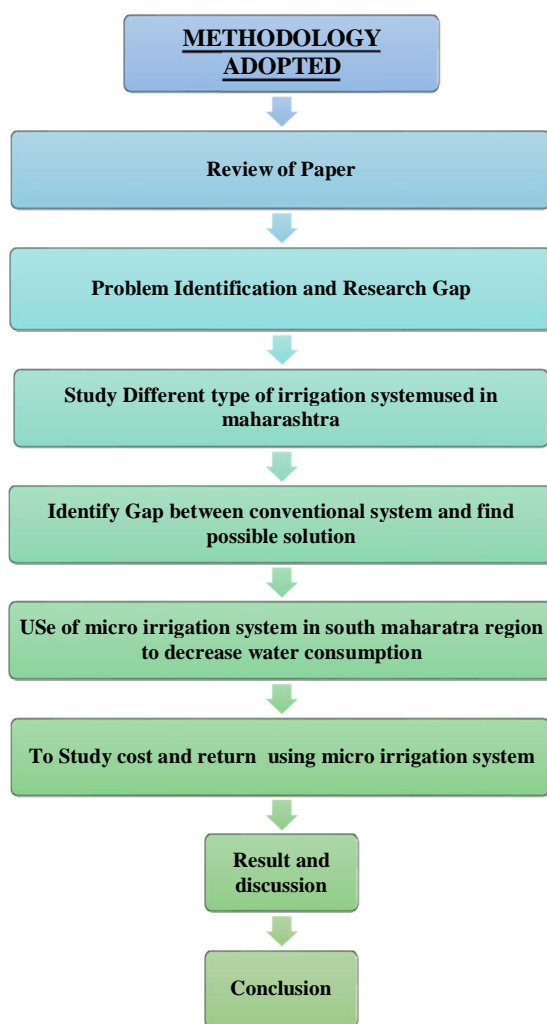 METHODOLOGY
ADOPTED
Review of Paper
Problem Identification and Research Gap
Study Different type of irrigation systemused in
maharashtra
Identify Gap between conventional system and find
possible solution
USe of micro irrigation system in south maharatra region
to decrease water consumption
To Study cost and return using micro irrigation system
Result and
discussion
Conclusion